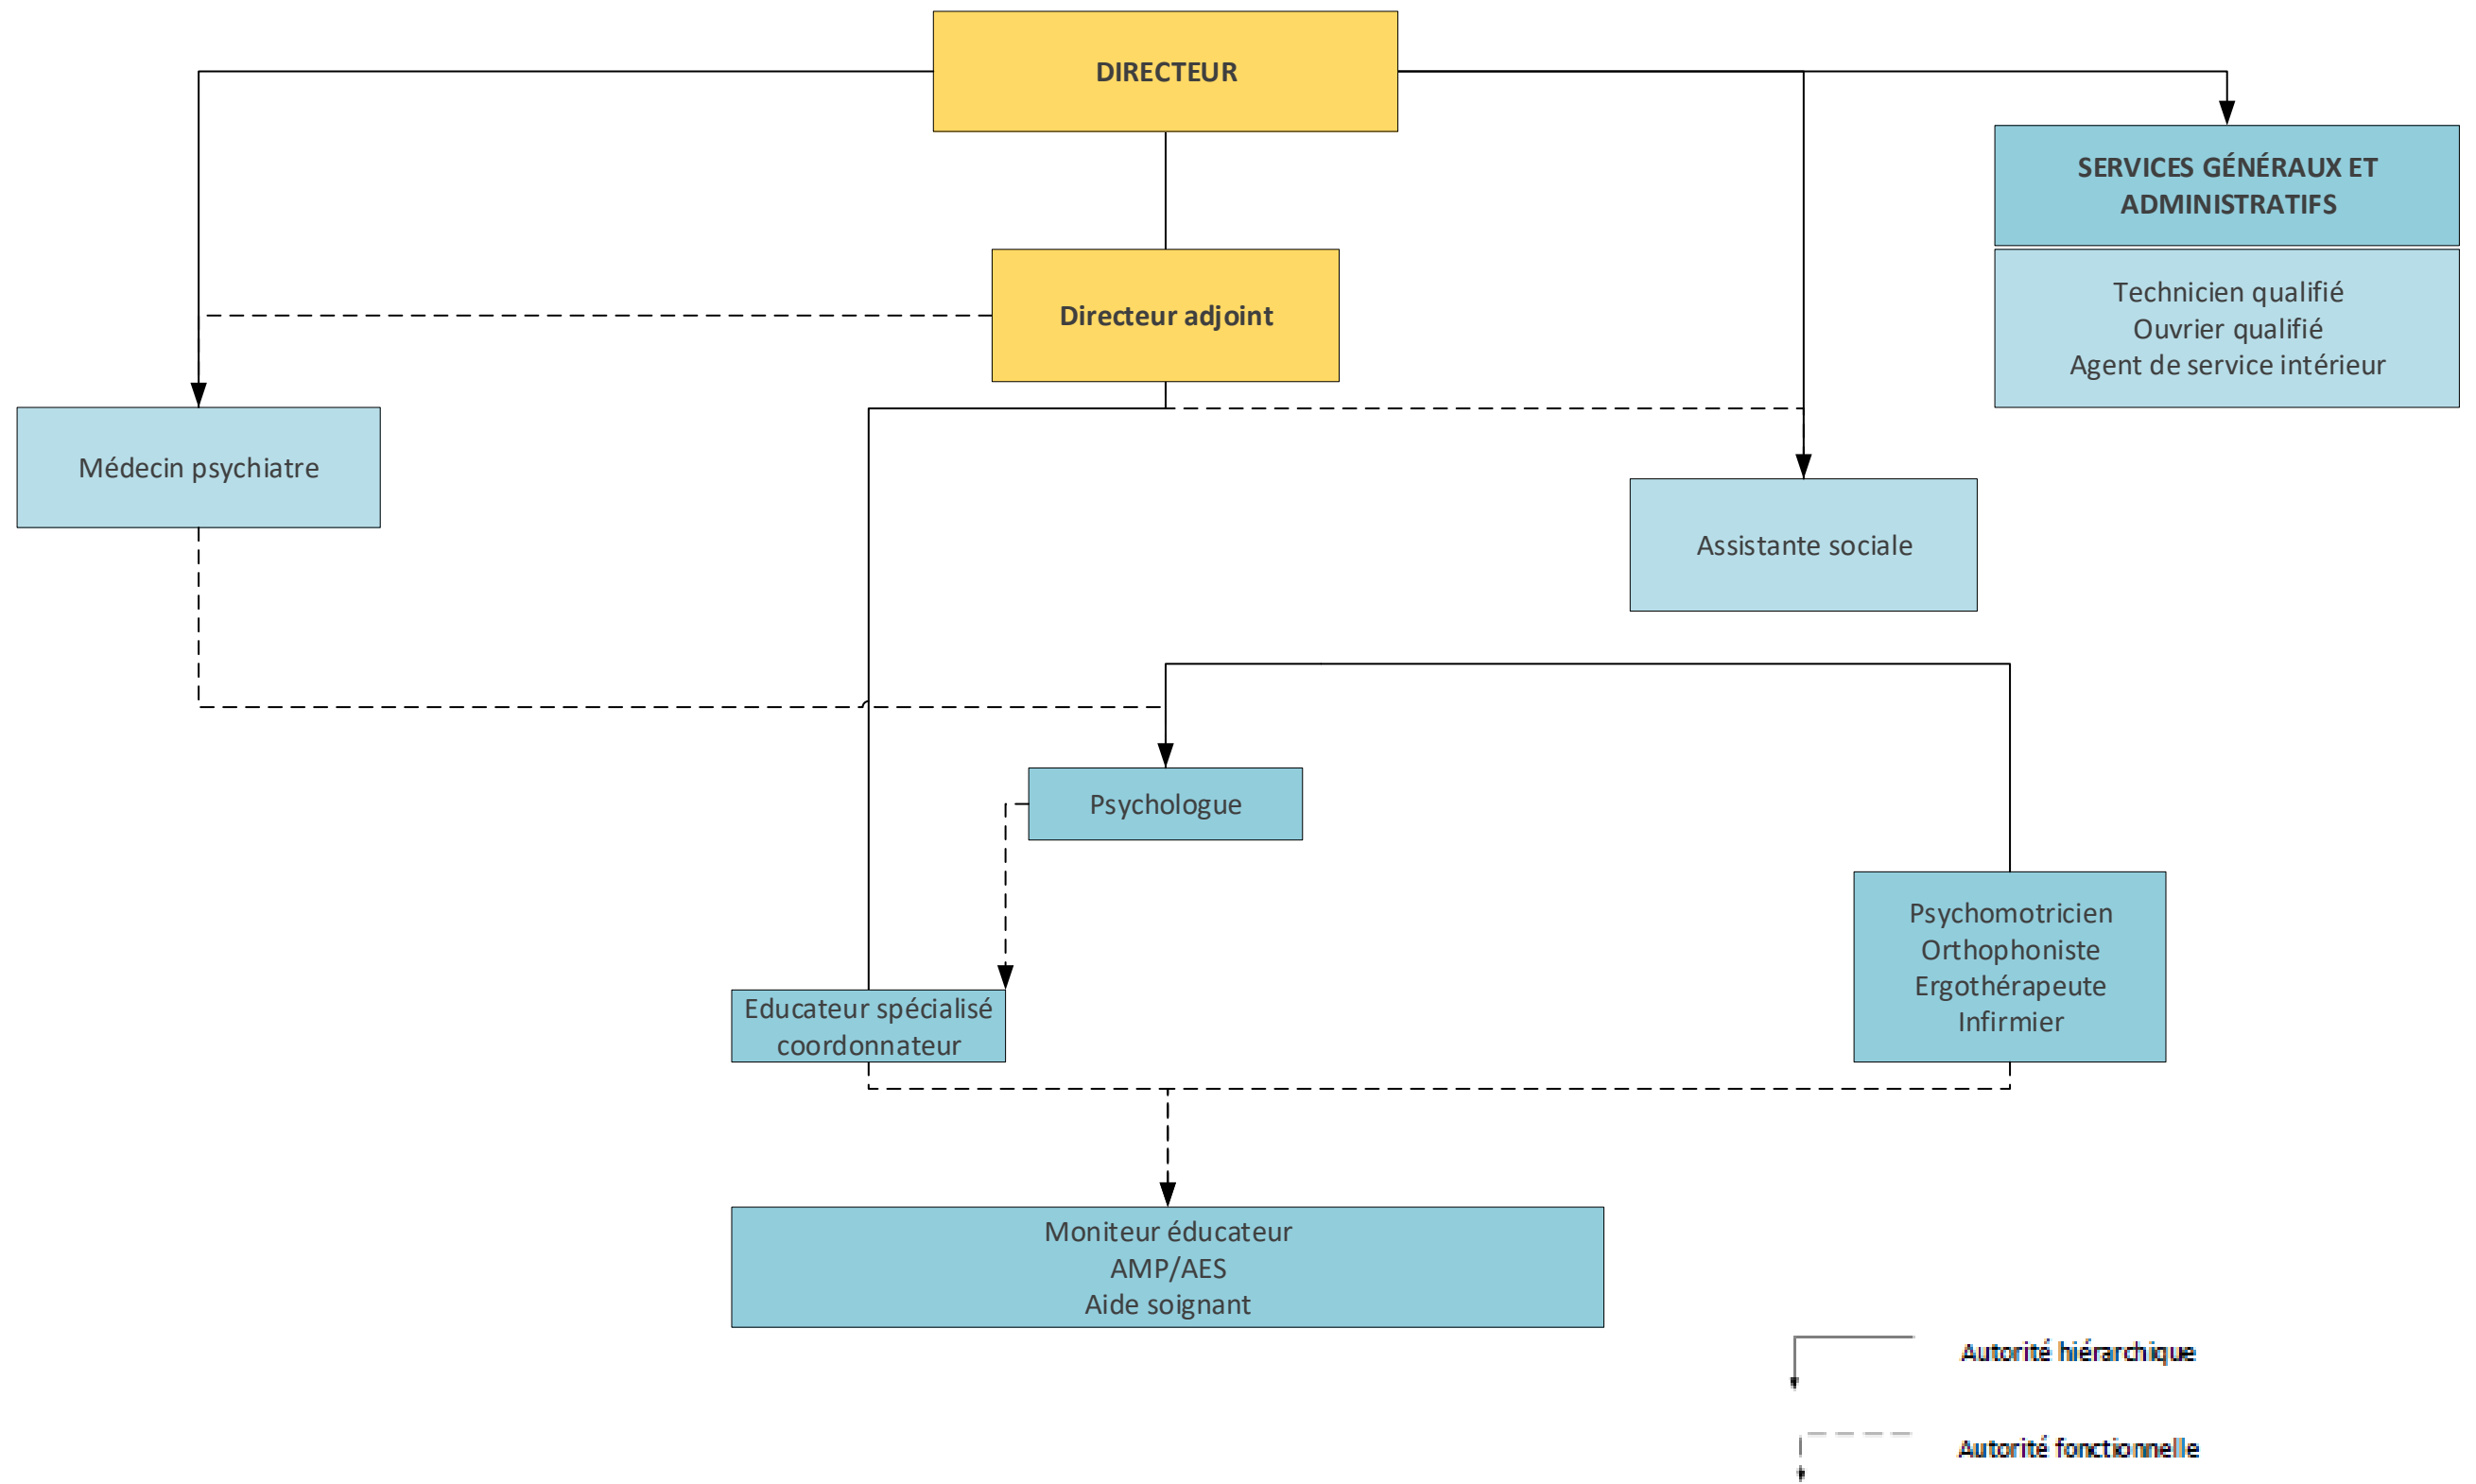 DIRECTEUR
SERVICES GÉNÉRAUX ET
ADMINISTRATIFS
Directeur adjoint
Technicien qualifié
Ouvrier qualifié
Agent de service intérieur
Médecin psychiatre
Assistante sociale
Psychologue
Psychomotricien
Orthophoniste
Ergothérapeute
Infirmier
Educateur spécialisé
coordonnateur
Moniteur éducateur
AMP/AES
Aide soignant
Autorité hiérarchique
Autorité fonctionnelle